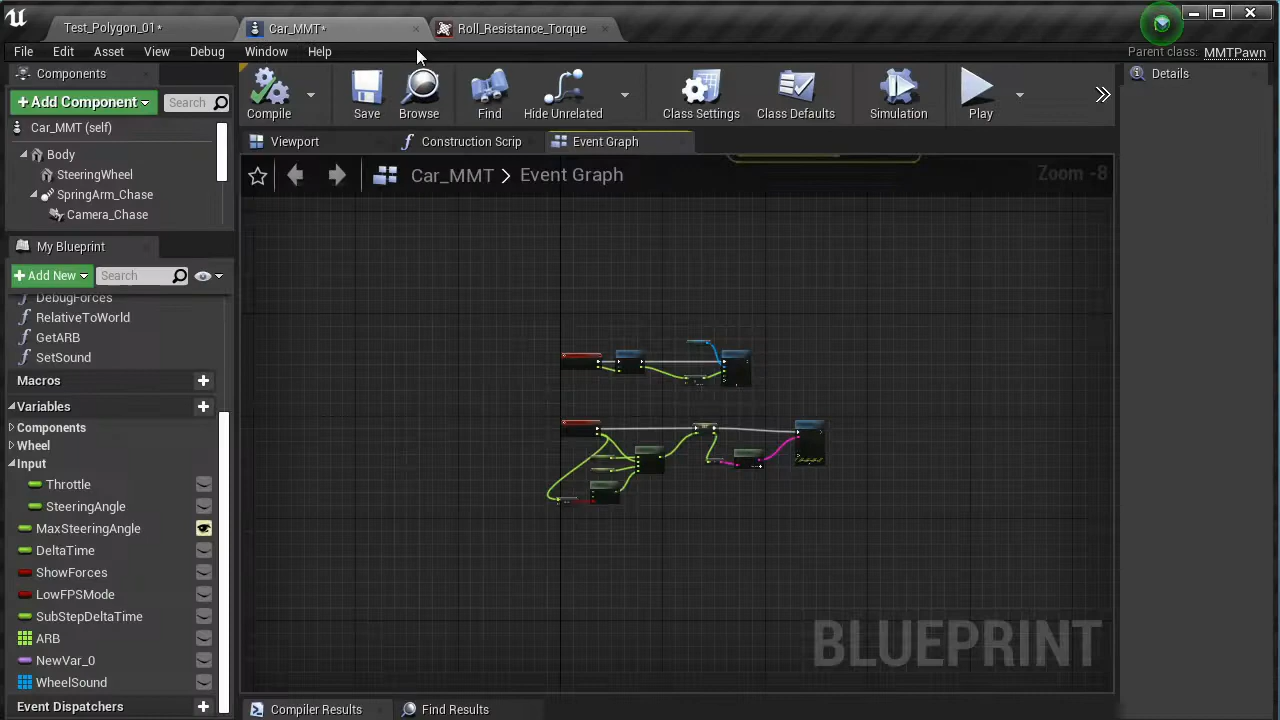 Test_Polygon_01*
Car_MMT*
Roll_Resistance_Torque
File Edit Asset View Debug Window Help
Parent class: MMTPawn
Components
Details
+ Add Component
Search
Compile
Save
Browse
Find
Hide Unrelated
Class Settings
Class Defaults
Simulation
Play
Car_MMT (self)
Viewport
Construction Scrip
Event Graph
Body
SteeringWheel
SpringArm_Chase
Camera_Chase
Car_MMT > Event Graph
Zoom -8
My Blueprint
+ Add New
Search
DebugForces
RelativeToWorld
GetARB
SetSound
Macros
Variables
Components
Wheel
Input
Throttle
SteeringAngle
MaxSteeringAngle
DeltaTime
ShowForces
LowFPSMode
SubStepDeltaTime
ARB
NewVar_0
WheelSound
Event Dispatchers
BLUEPRINT
Compiler Results
Find Results